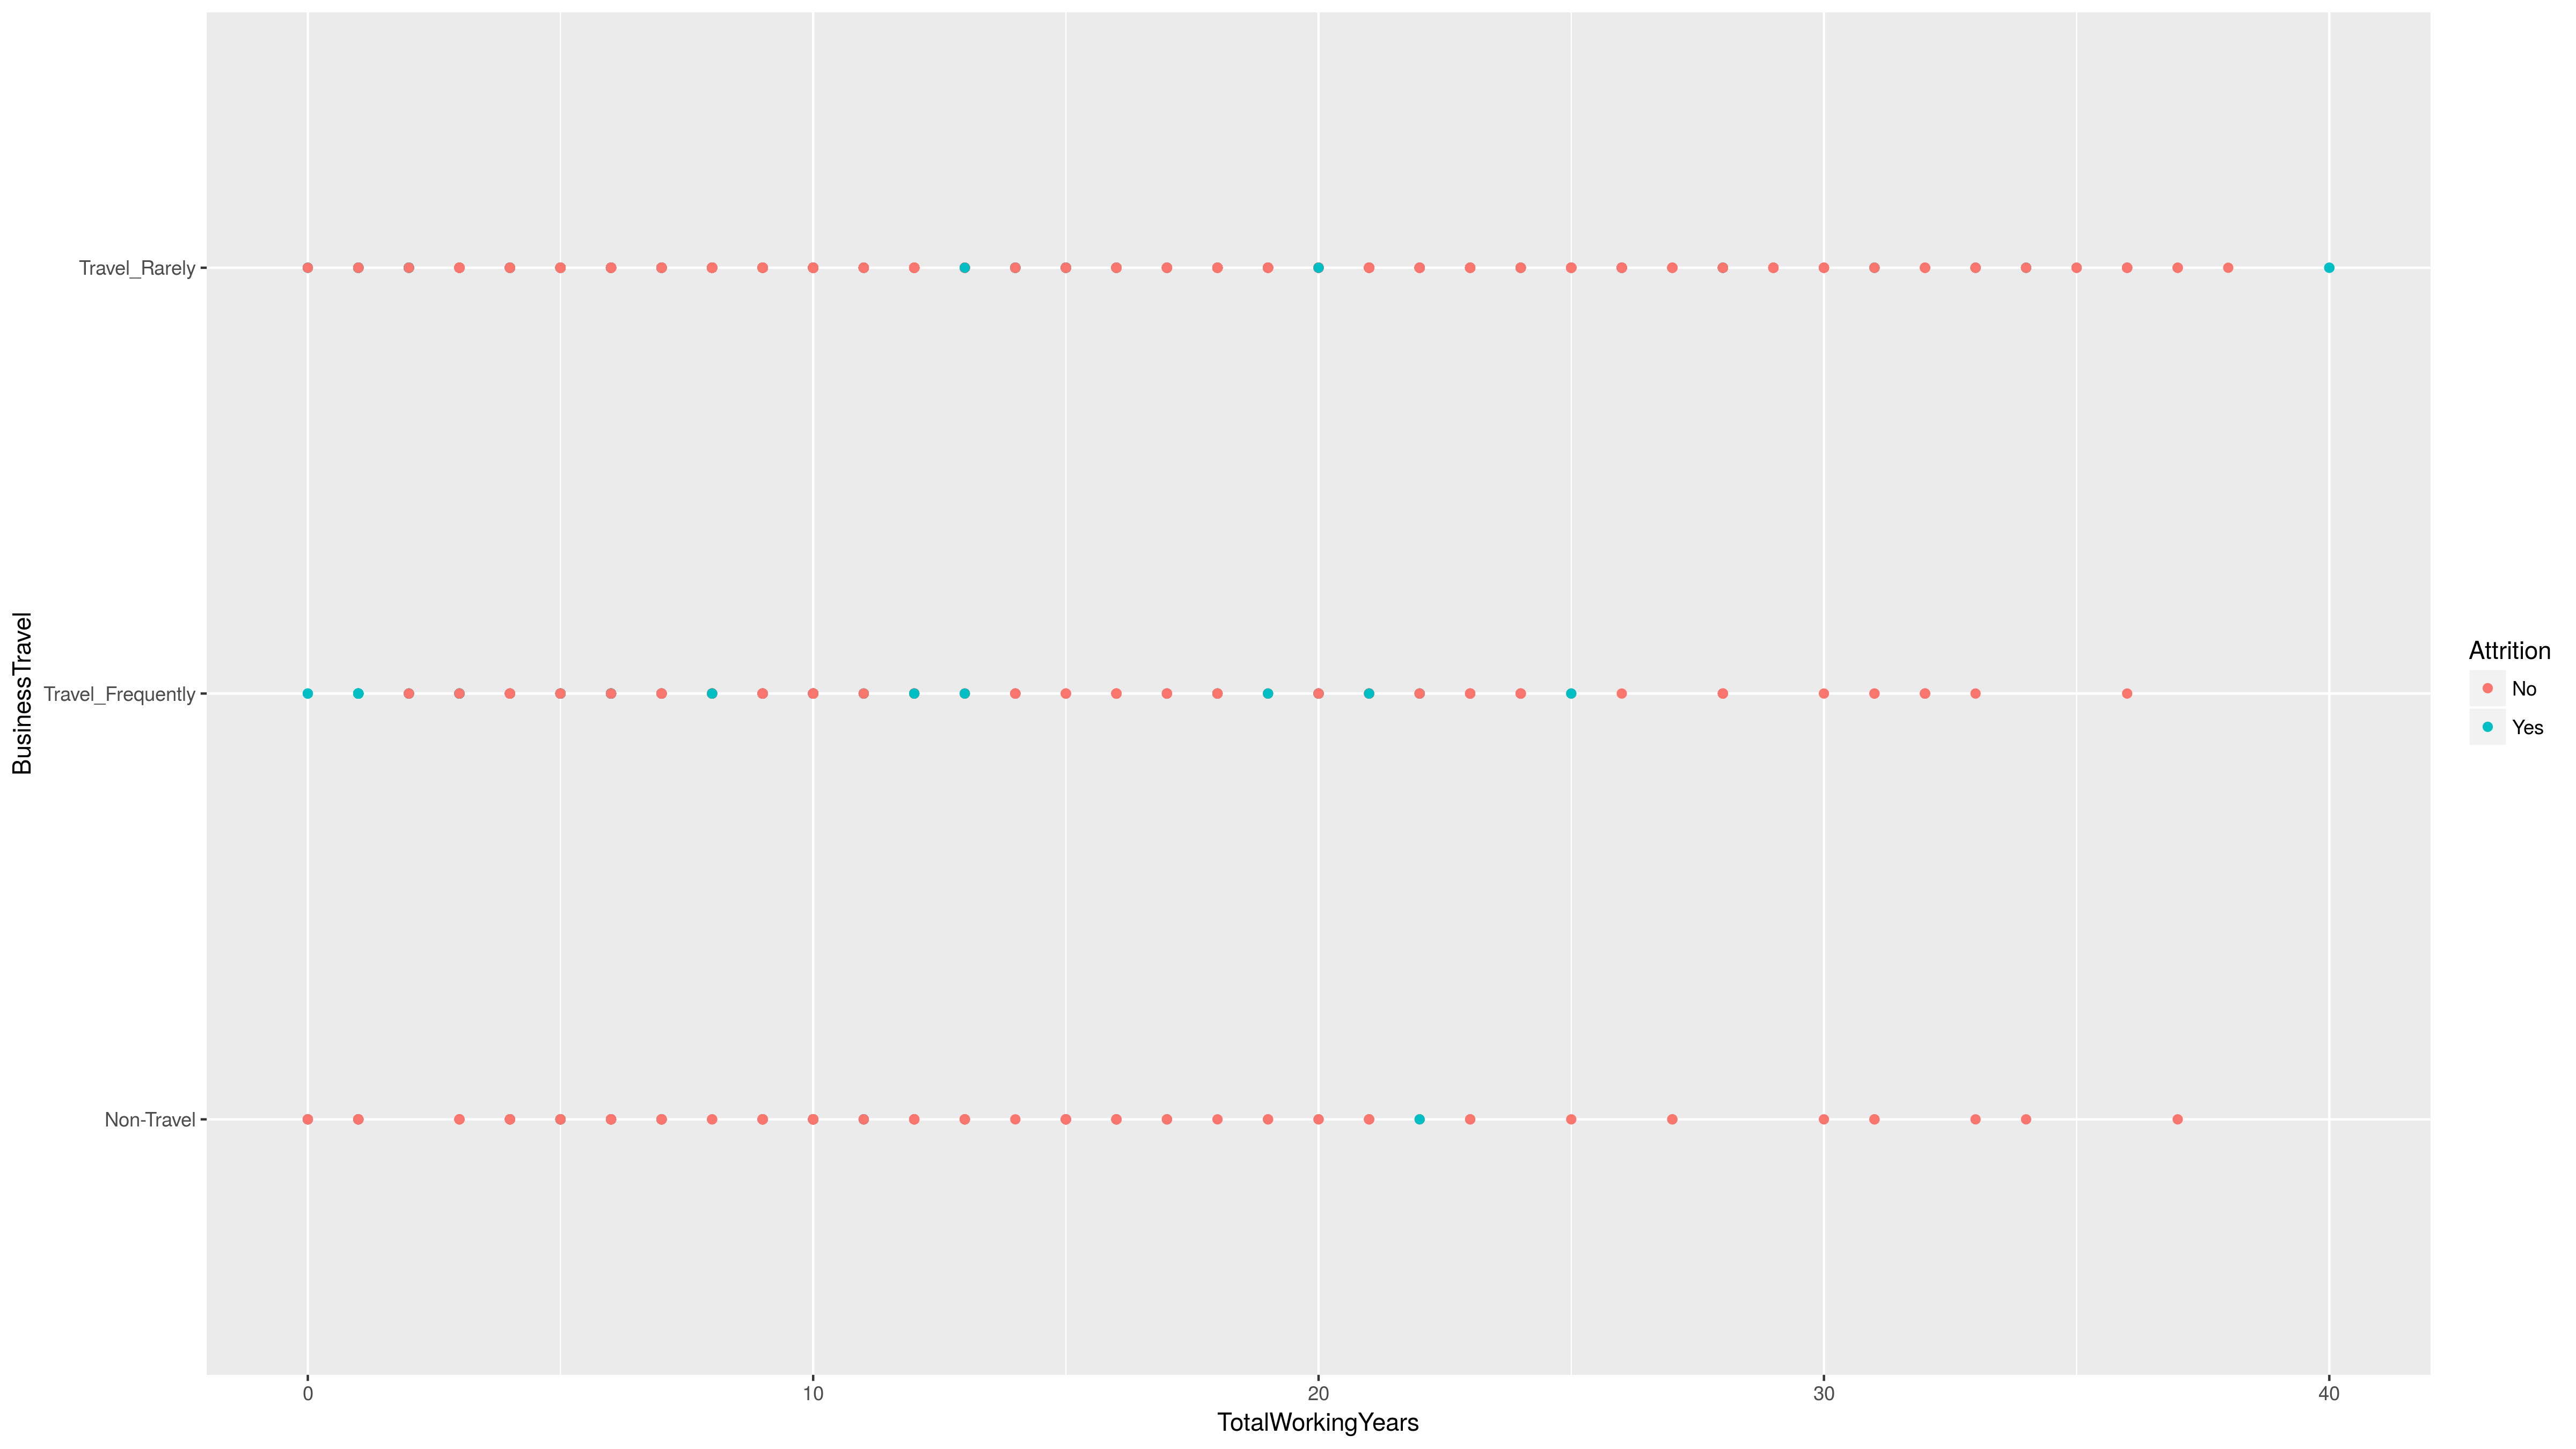 Travel_Rarely
Travel_Frequently
Non-Travel
BusinessTravel
0 10 20 30 40
TotalWorkingYears
Attrition
No
Yes